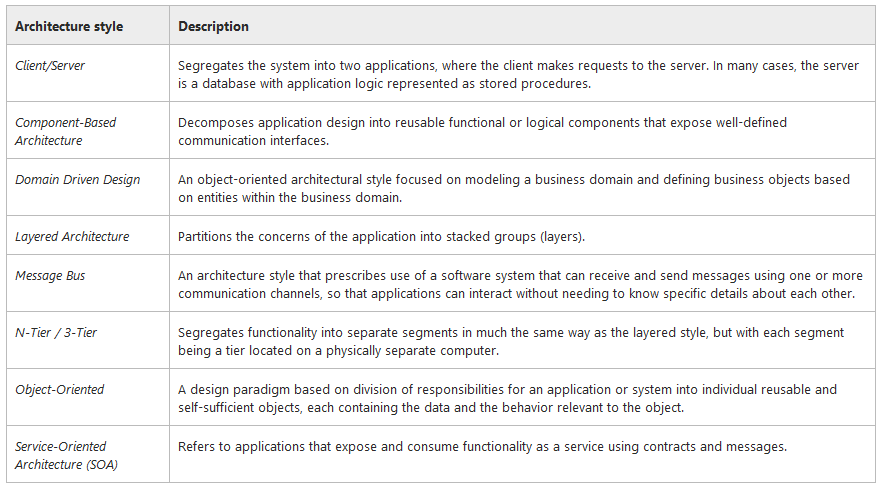 Architecture style Description
Client/Server Segregates the system into two applications, where the client makes requests to the server. In many cases, the server
is a database with application logic represented as stored procedures.
Component-Based Decomposes application design into reusable functional or logical components that expose well-defined
Architecture communication interfaces.
Domain Driven Design An object-oriented architectural style focused on modeling a business domain and defining business objects based
on entities within the business domain.
Layered Architecture Partitions the concerns of the application into stacked groups (layers).
Message Bus An architecture style that prescribes use of a software system that can receive and send messages using one or more
communication channels, so that applications can interact without needing to know specific details about each other.
N-Tier / 3-Tier Segregates functionality into separate segments in much the same way as the layered style, but with each segment
being a tier located on a physically separate computer.
Object-Oriented A design paradigm based on division of responsibilities for an application or system into individual reusable and
self-sufficient objects, each containing the data and the behavior relevant to the object.
Service-Oriented Refers to applications that expose and consume functionality as a service using contracts and messages.
Architecture (SOA)